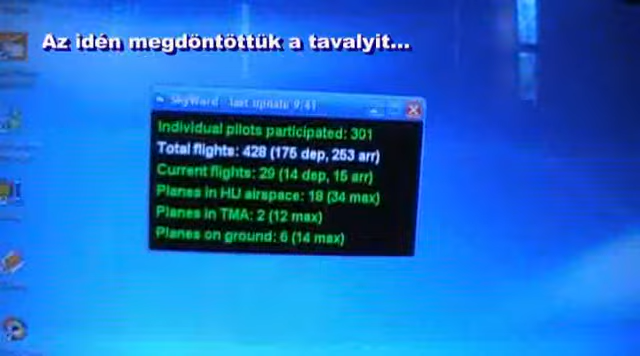 Az idén megdöntöttük a tavalyit...
SkyWard - last update 9:41
Individual pilots participated: 301
Total flights: 428 (175 dep, 253 arr)
Current flights: 29 (14 dep, 15 arr)
Planes in HU airspace: 18 (34 max)
Planes in TMA: 2 (12 max)
Planes on ground: 6 (14 max)